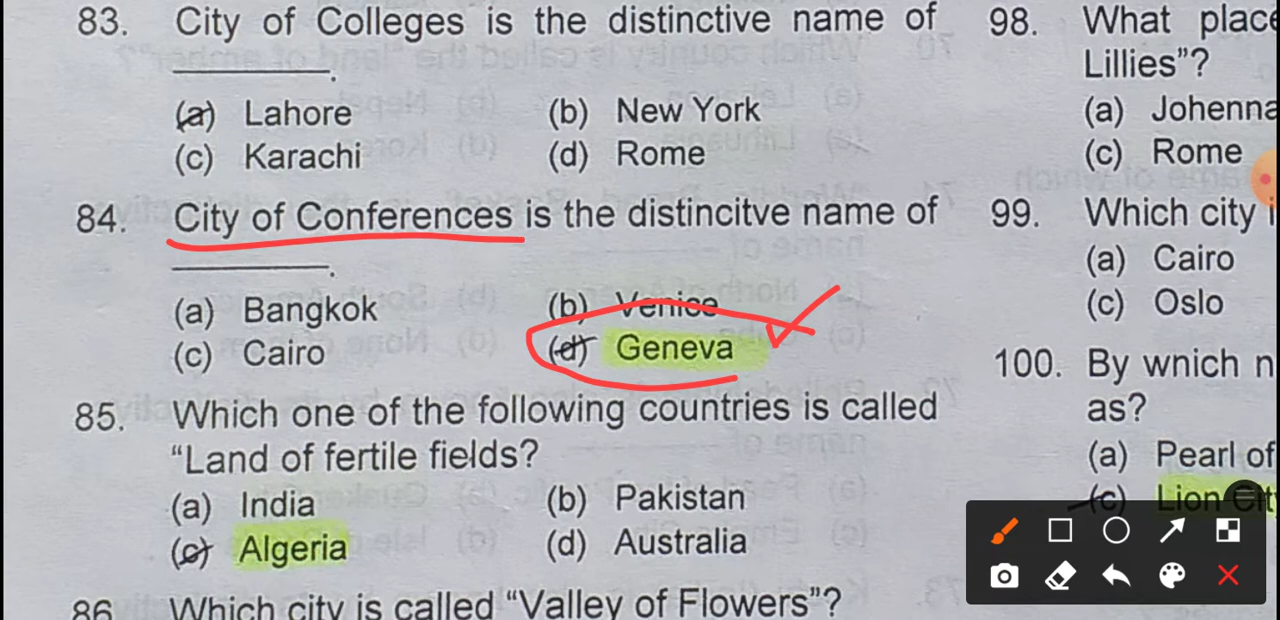 83. City of Colleges is the distinctive name of
__________.
(a) Lahore (b) New York
(c) Karachi (d) Rome
84. City of Conferences is the distincitve name of
__________.
(a) Bangkok (b) Venice
(c) Cairo (d) Geneva
85. Which one of the following countries is called
“Land of fertile fields?
(a) India (b) Pakistan
(c) Algeria (d) Australia
86 Which city is called “Valley of Flowers”?
98. What place
Lillies”?
(a) Johenna
(c) Rome
99. Which city i
(a) Cairo
(c) Oslo
100. By wnich n
as?
(a) Pearl of
(c) Lion Cit